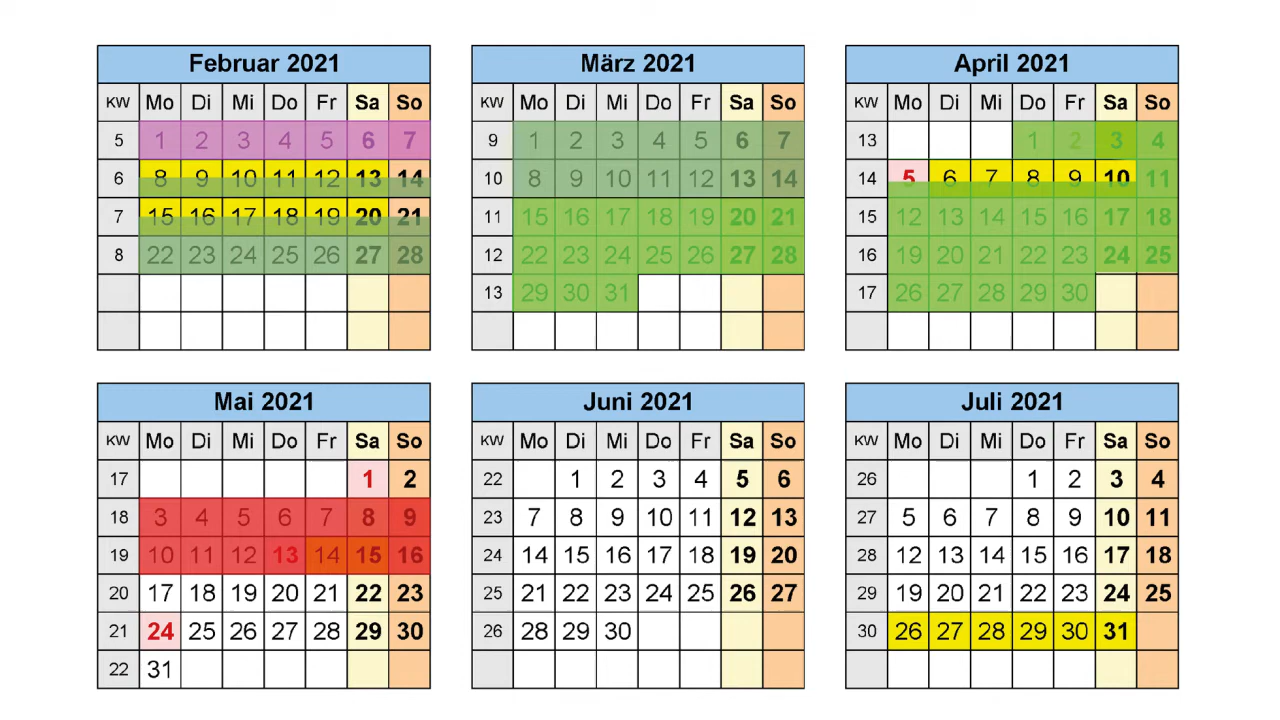 Februar 2021
KW Mo Di Mi Do Fr Sa So
5 1 2 3 4 5 6 7
6 8 9 10 11 12 13 14
7 15 16 17 18 19 20 21
8 22 23 24 25 26 27 28
März 2021
KW Mo Di Mi Do Fr Sa So
9 1 2 3 4 5 6 7
10 8 9 10 11 12 13 14
11 15 16 17 18 19 20 21
12 22 23 24 25 26 27 28
13 29 30 31
April 2021
KW Mo Di Mi Do Fr Sa So
13 1 2 3 4
14 5 6 7 8 9 10 11
15 12 13 14 15 16 17 18
16 19 20 21 22 23 24 25
17 26 27 28 29 30
Mai 2021
KW Mo Di Mi Do Fr Sa So
17 1 2
18 3 4 5 6 7 8 9
19 10 11 12 13 14 15 16
20 17 18 19 20 21 22 23
21 24 25 26 27 28 29 30
22 31
Juni 2021
KW Mo Di Mi Do Fr Sa So
22 1 2 3 4 5 6
23 7 8 9 10 11 12 13
24 14 15 16 17 18 19 20
25 21 22 23 24 25 26 27
26 28 29 30
Juli 2021
KW Mo Di Mi Do Fr Sa So
26 1 2 3 4
27 5 6 7 8 9 10 11
28 12 13 14 15 16 17 18
29 19 20 21 22 23 24 25
30 26 27 28 29 30 31